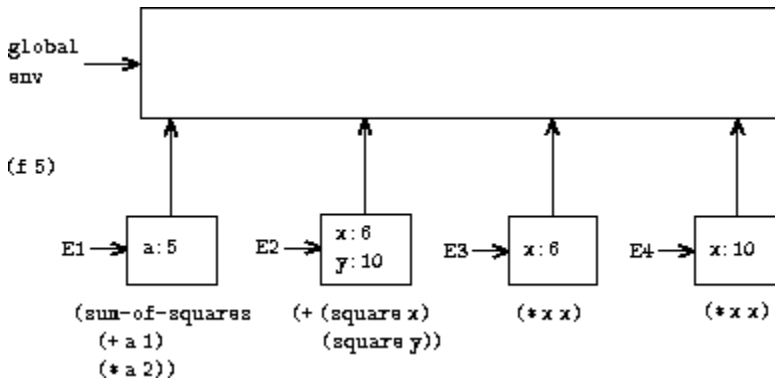 global
env
(f 5)
E1
a:5
(sum-of-squares
(+ a 1)
(* a 2))
E2
x:6
y:10
(+ (square x)
(square y))
E3
x:6
(* x x)
E4
x:10
(* x x)